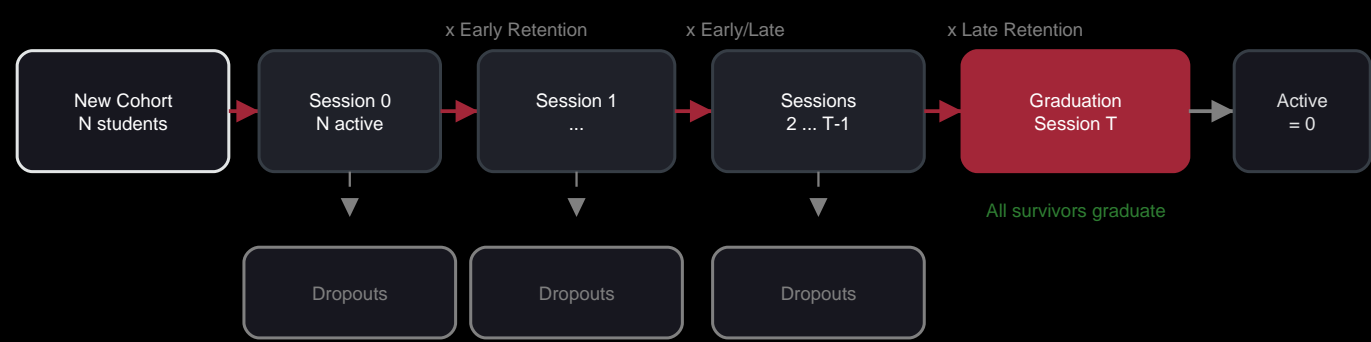 x Early Retention
x Early/Late
x Late Retention
New Cohort
N students
Session 0
N active
Session 1
...
Sessions
2 ... T-1
Graduation
Session T
Active
= 0
All survivors graduate
Dropouts
Dropouts
Dropouts